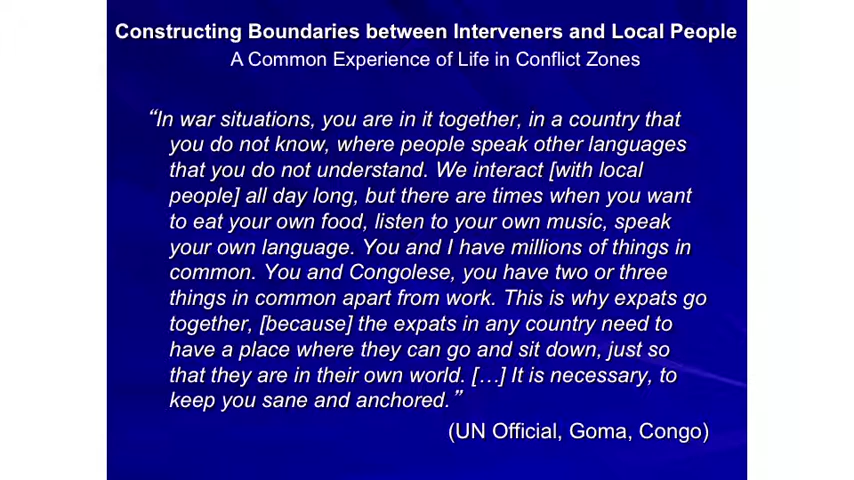 Constructing Boundaries between Interveners and Local People
A Common Experience of Life in Conflict Zones
“In war situations, you are in it together, in a country that
you do not know, where people speak other languages
that you do not understand. We interact [with local
people] all day long, but there are times when you want
to eat your own food, listen to your own music, speak
your own language. You and I have millions of things in
common. You and Congolese, you have two or three
things in common apart from work. This is why expats go
together, [because] the expats in any country need to
have a place where they can go and sit down, just so
that they are in their own world. […] It is necessary, to
keep you sane and anchored.”
(UN Official, Goma, Congo)